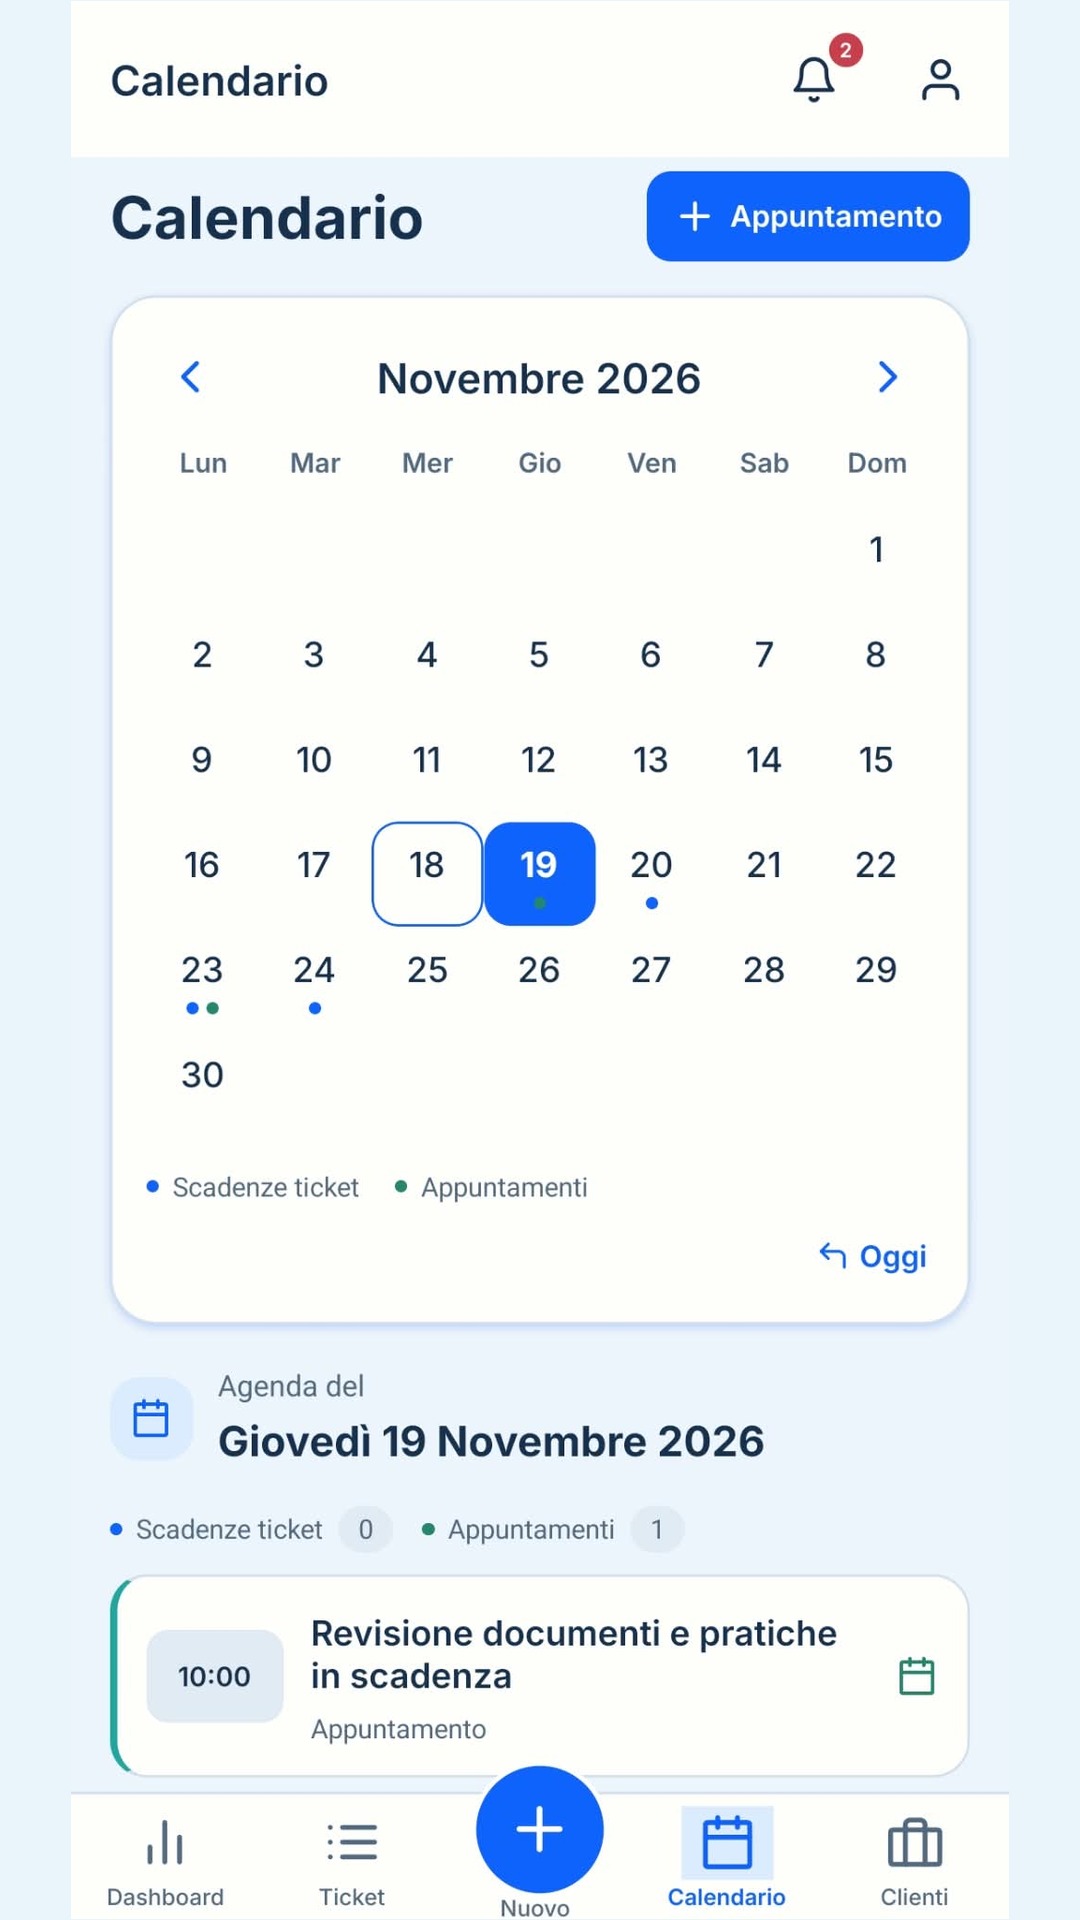 Calendario
2
Calendario
+ Appuntamento
Novembre 2026
Lun Mar Mer Gio Ven Sab Dom
1
2 3 4 5 6 7 8
9 10 11 12 13 14 15
16 17 18 19 20 21 22
23 24 25 26 27 28 29
30
Scadenze ticket Appuntamenti
Oggi
Agenda del
Giovedì 19 Novembre 2026
Scadenze ticket 0 Appuntamenti 1
10:00
Revisione documenti e pratiche
in scadenza
Appuntamento
Dashboard Ticket Nuovo Calendario Clienti